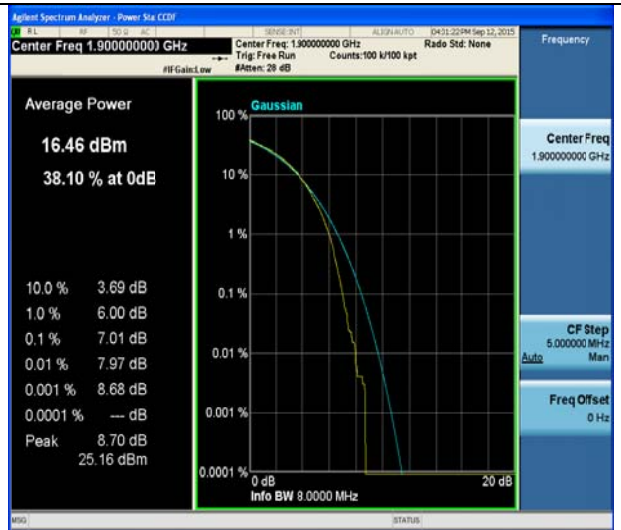 Agilent Spectrum Analyzer - Power Stat CCDF
RL RF 50 Ω AC SENSE:INT ALIGN AUTO 04:31:22 PM Sep 12, 2015
Center Freq 1.900000000 GHz
Center Freq: 1.900000000 GHz Radio Std: None
Trig: Free Run Counts:100 k/100 kpt
#IFGain:Low #Atten: 28 dB
Frequency
Average Power
16.46 dBm
38.10 % at 0dB
10.0 % 3.69 dB
1.0 % 6.00 dB
0.1 % 7.01 dB
0.01 % 7.97 dB
0.001 % 8.68 dB
0.0001 % --- dB
Peak 8.70 dB
25.16 dBm
Gaussian
100 %
10 %
1 %
0.1 %
0.01 %
0.001 %
0.0001 %
0 dB 20 dB
Info BW 8.0000 MHz
Center Freq
1.900000000 GHz
CF Step
5.000000 MHz
Auto Man
Freq Offset
0 Hz
MSG STATUS